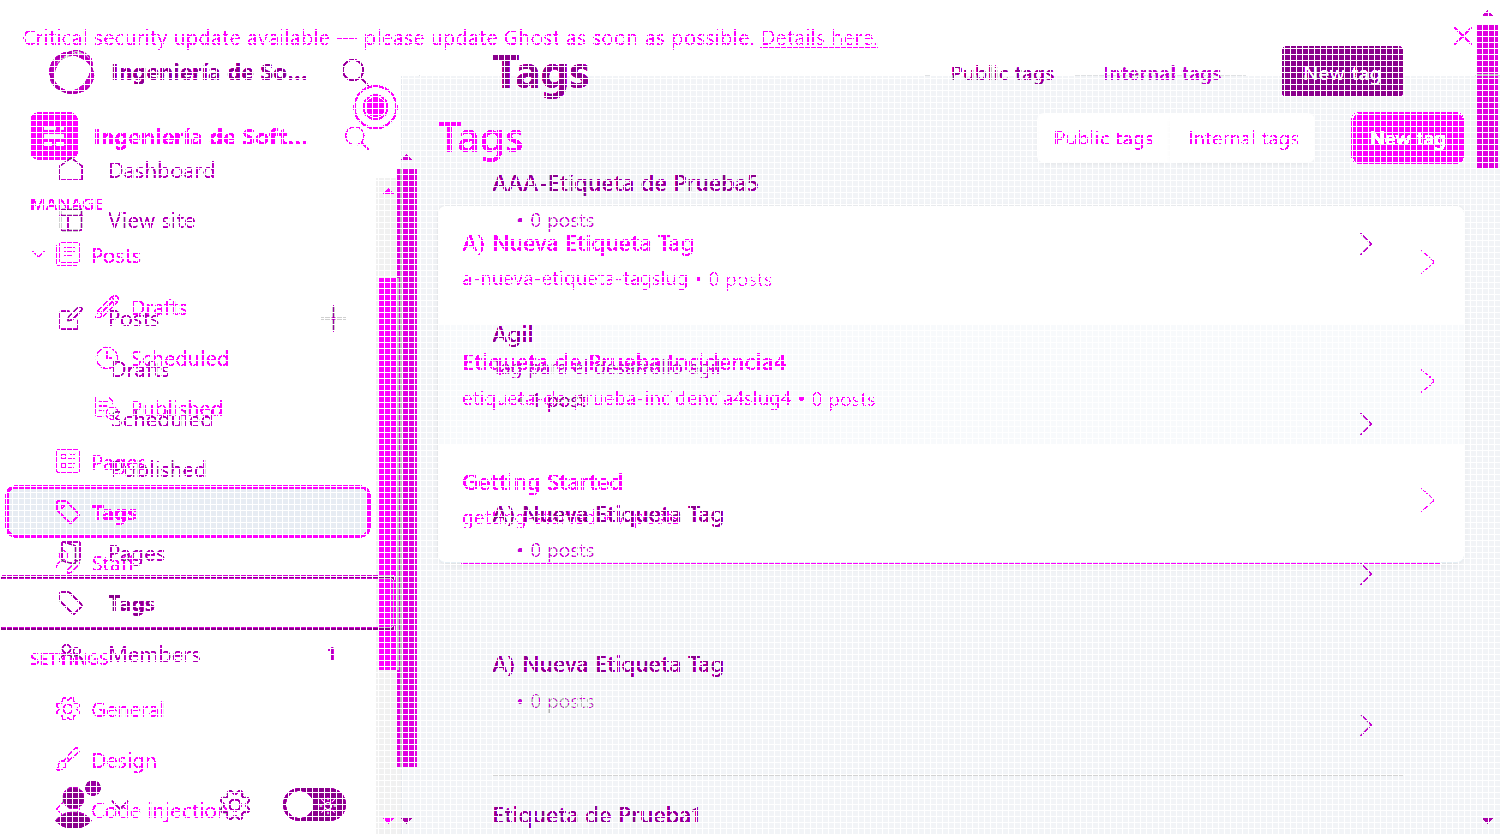 Critical security update available — please update Ghost as soon as possible. Details here.
Ingeniería de So...
Tags
Public tags
Internal tags
New tag
Ingeniería de Soft...
Tags
Public tags
Internal tags
New tag
Dashboard
AAA-Etiqueta de Prueba5
MANAGE
View site
• 0 posts
A) Nueva Etiqueta Tag
Posts
a-nueva-etiqueta-tagslug • 0 posts
Drafts
Posts
Agil
Scheduled
Etiqueta de Prueba Incidencia4
Drafts
etiqueta-de-prueba-incidencia4slug4 • 0 posts
Published
Scheduled
Pages
Published
Getting Started
Tags
A) Nueva Etiqueta Tag
Pages
• 0 posts
Staff
Tags
Members 1
SETTINGS
A) Nueva Etiqueta Tag
• 0 posts
General
Design
Code injection
Etiqueta de Prueba1